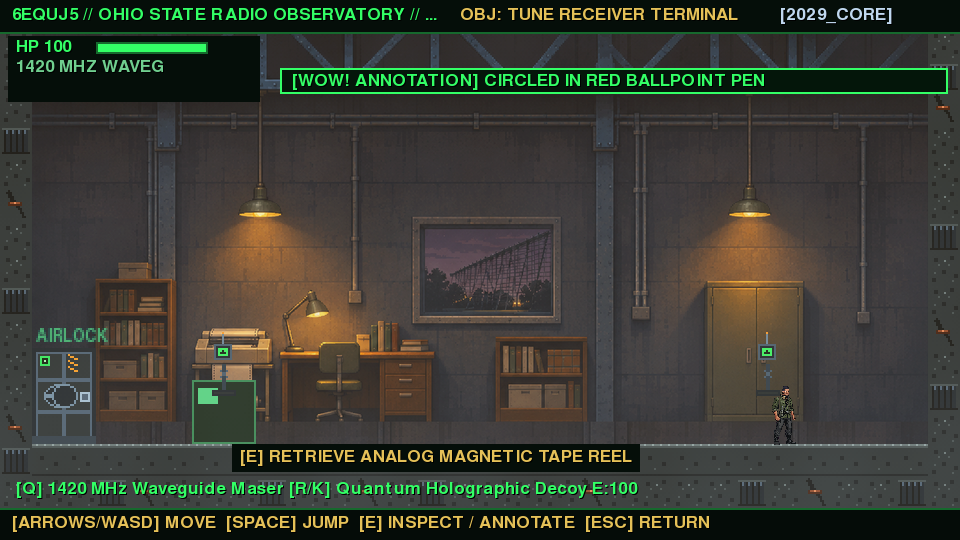 6EQUJ5 // OHIO STATE RADIO OBSERVATORY // ... OBJ: TUNE RECEIVER TERMINAL [2029_CORE]
HP 100
1420 MHZ WAVEG
[WOW! ANNOTATION] CIRCLED IN RED BALLPOINT PEN
AIRLOCK
[E] RETRIEVE ANALOG MAGNETIC TAPE REEL
[Q] 1420 MHz Waveguide Maser [R/K] Quantum Holographic Decoy E:100
[ARROWS/WASD] MOVE [SPACE] JUMP [E] INSPECT / ANNOTATE [ESC] RETURN